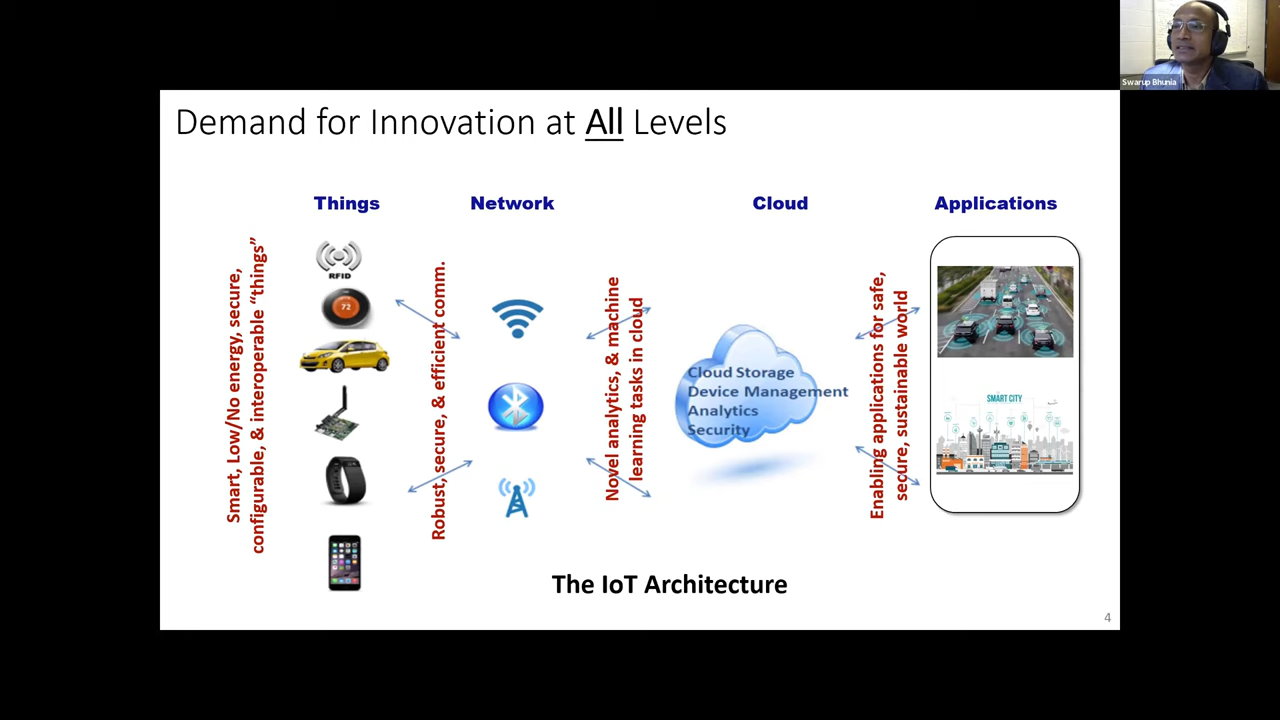 Swarup Bhunia
Demand for Innovation at All Levels
Things
Network
Cloud
Applications
Smart, Low/No energy, secure,
configurable, & interoperable “things”
RFID
72
Robust, secure, & efficient comm.
Novel analytics, & machine
learning tasks in cloud
Cloud Storage
Device Management
Analytics
Security
Enabling applications for safe,
secure, sustainable world
SMART CITY
The IoT Architecture
4